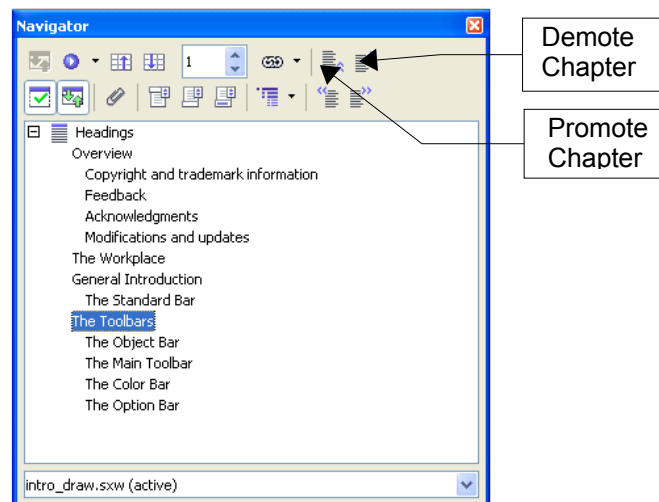 Navigator
1
Demote
Chapter
Promote
Chapter
Headings
Overview
Copyright and trademark information
Feedback
Acknowledgments
Modifications and updates
The Workplace
General Introduction
The Standard Bar
The Toolbars
The Object Bar
The Main Toolbar
The Color Bar
The Option Bar
intro_draw.sxw (active)